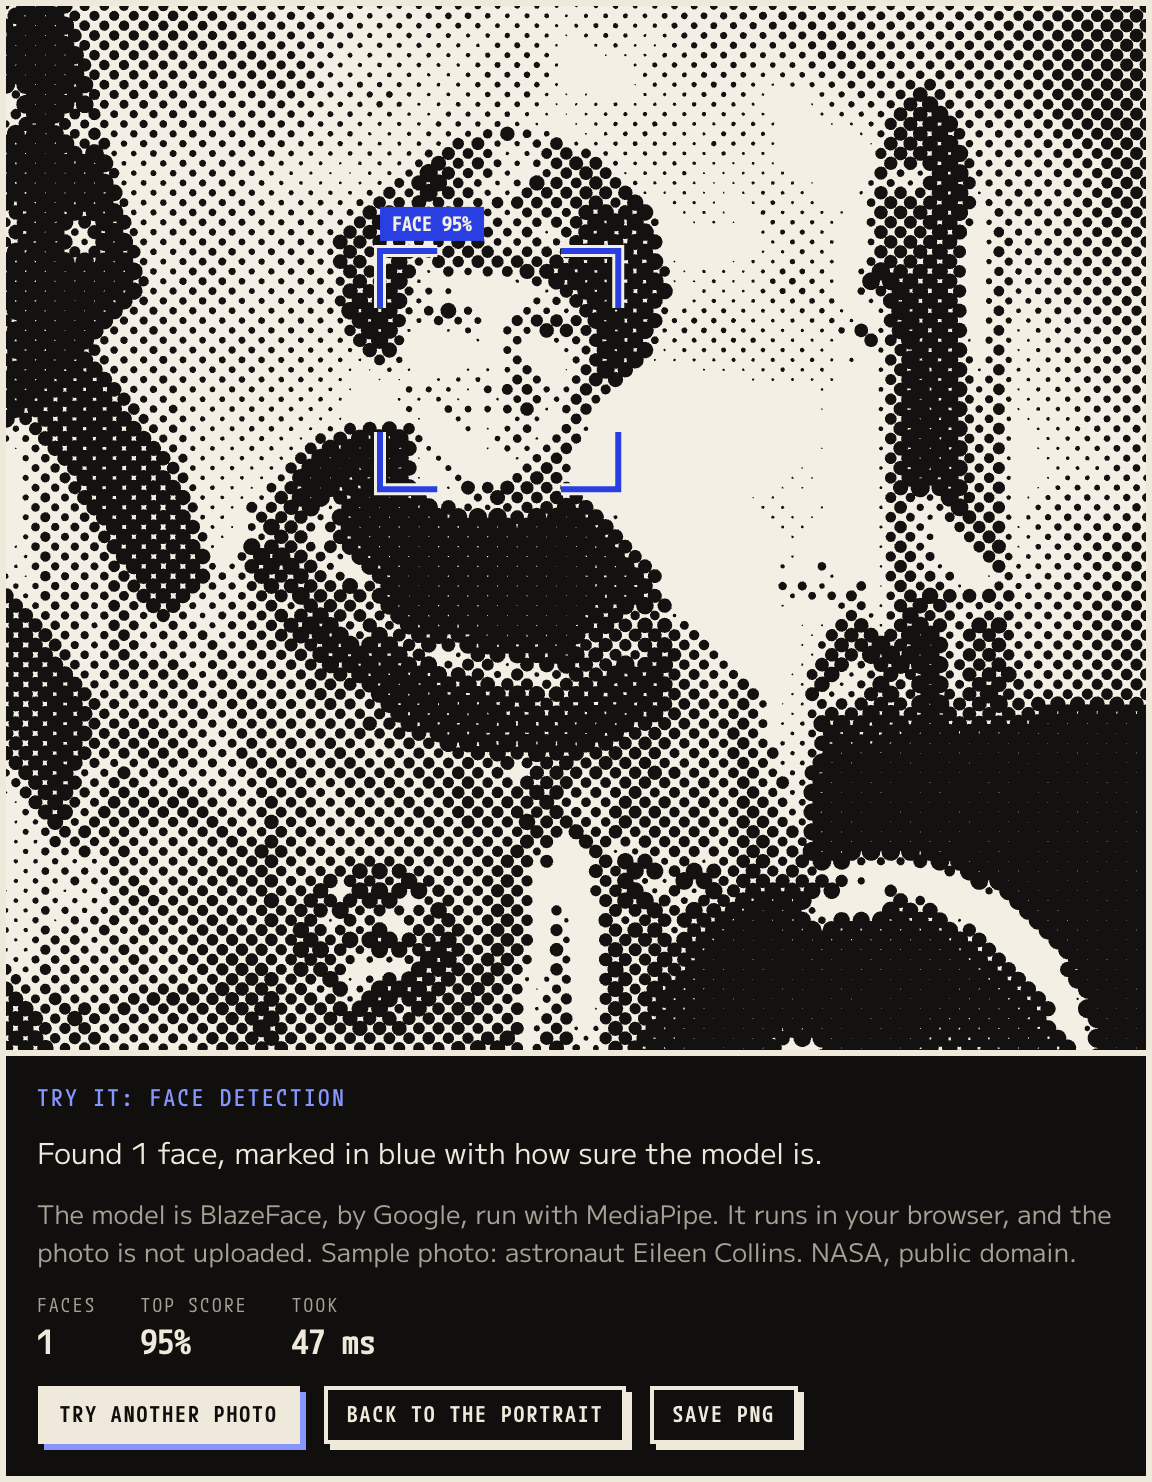 FACE 95%
TRY IT: FACE DETECTION
Found 1 face, marked in blue with how sure the model is.
The model is BlazeFace, by Google, run with MediaPipe. It runs in your browser, and the
photo is not uploaded. Sample photo: astronaut Eileen Collins. NASA, public domain.
FACES TOP SCORE TOOK
1 95% 47 ms
TRY ANOTHER PHOTO BACK TO THE PORTRAIT SAVE PNG